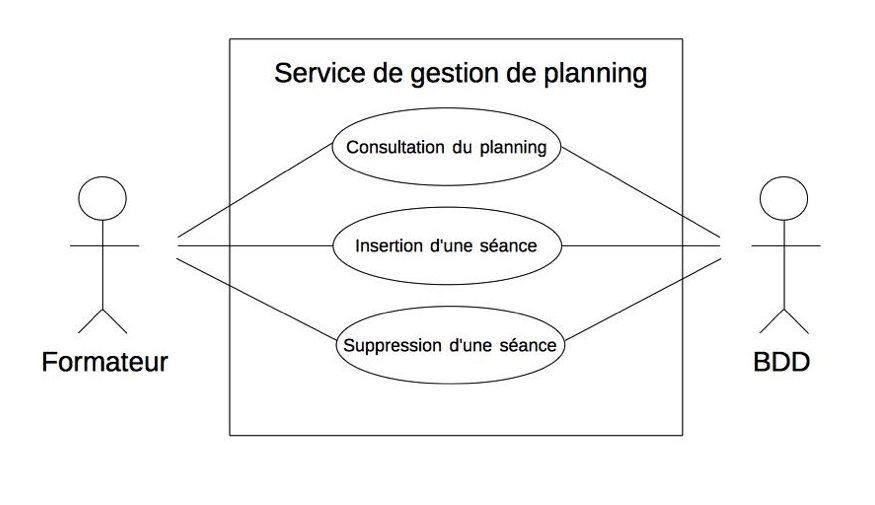 Service de gestion de planning
Consultation du planning
Insertion d'une séance
Suppression d'une séance
Formateur
BDD